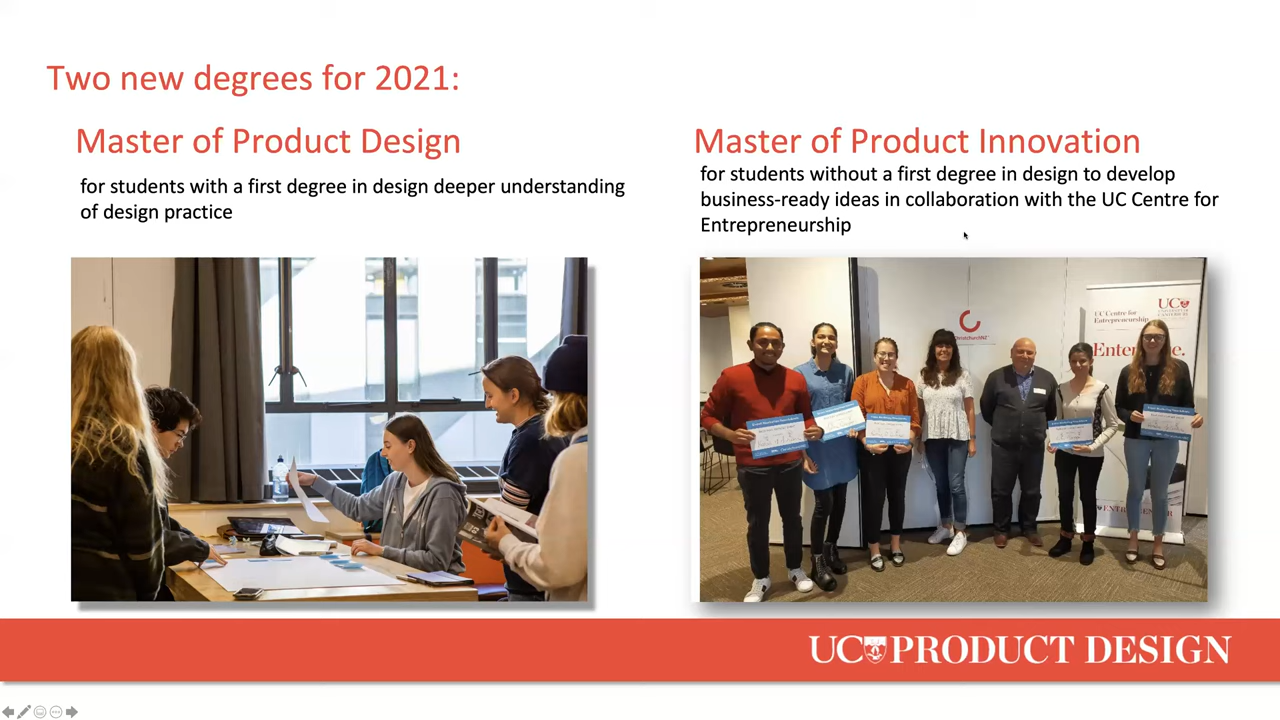 Two new degrees for 2021:
Master of Product Design
for students with a first degree in design deeper understanding
of design practice
Master of Product Innovation
for students without a first degree in design to develop
business-ready ideas in collaboration with the UC Centre for
Entrepreneurship
UC Centre for
Entrepreneurship
UC
ChristchurchNZ
UC PRODUCT DESIGN